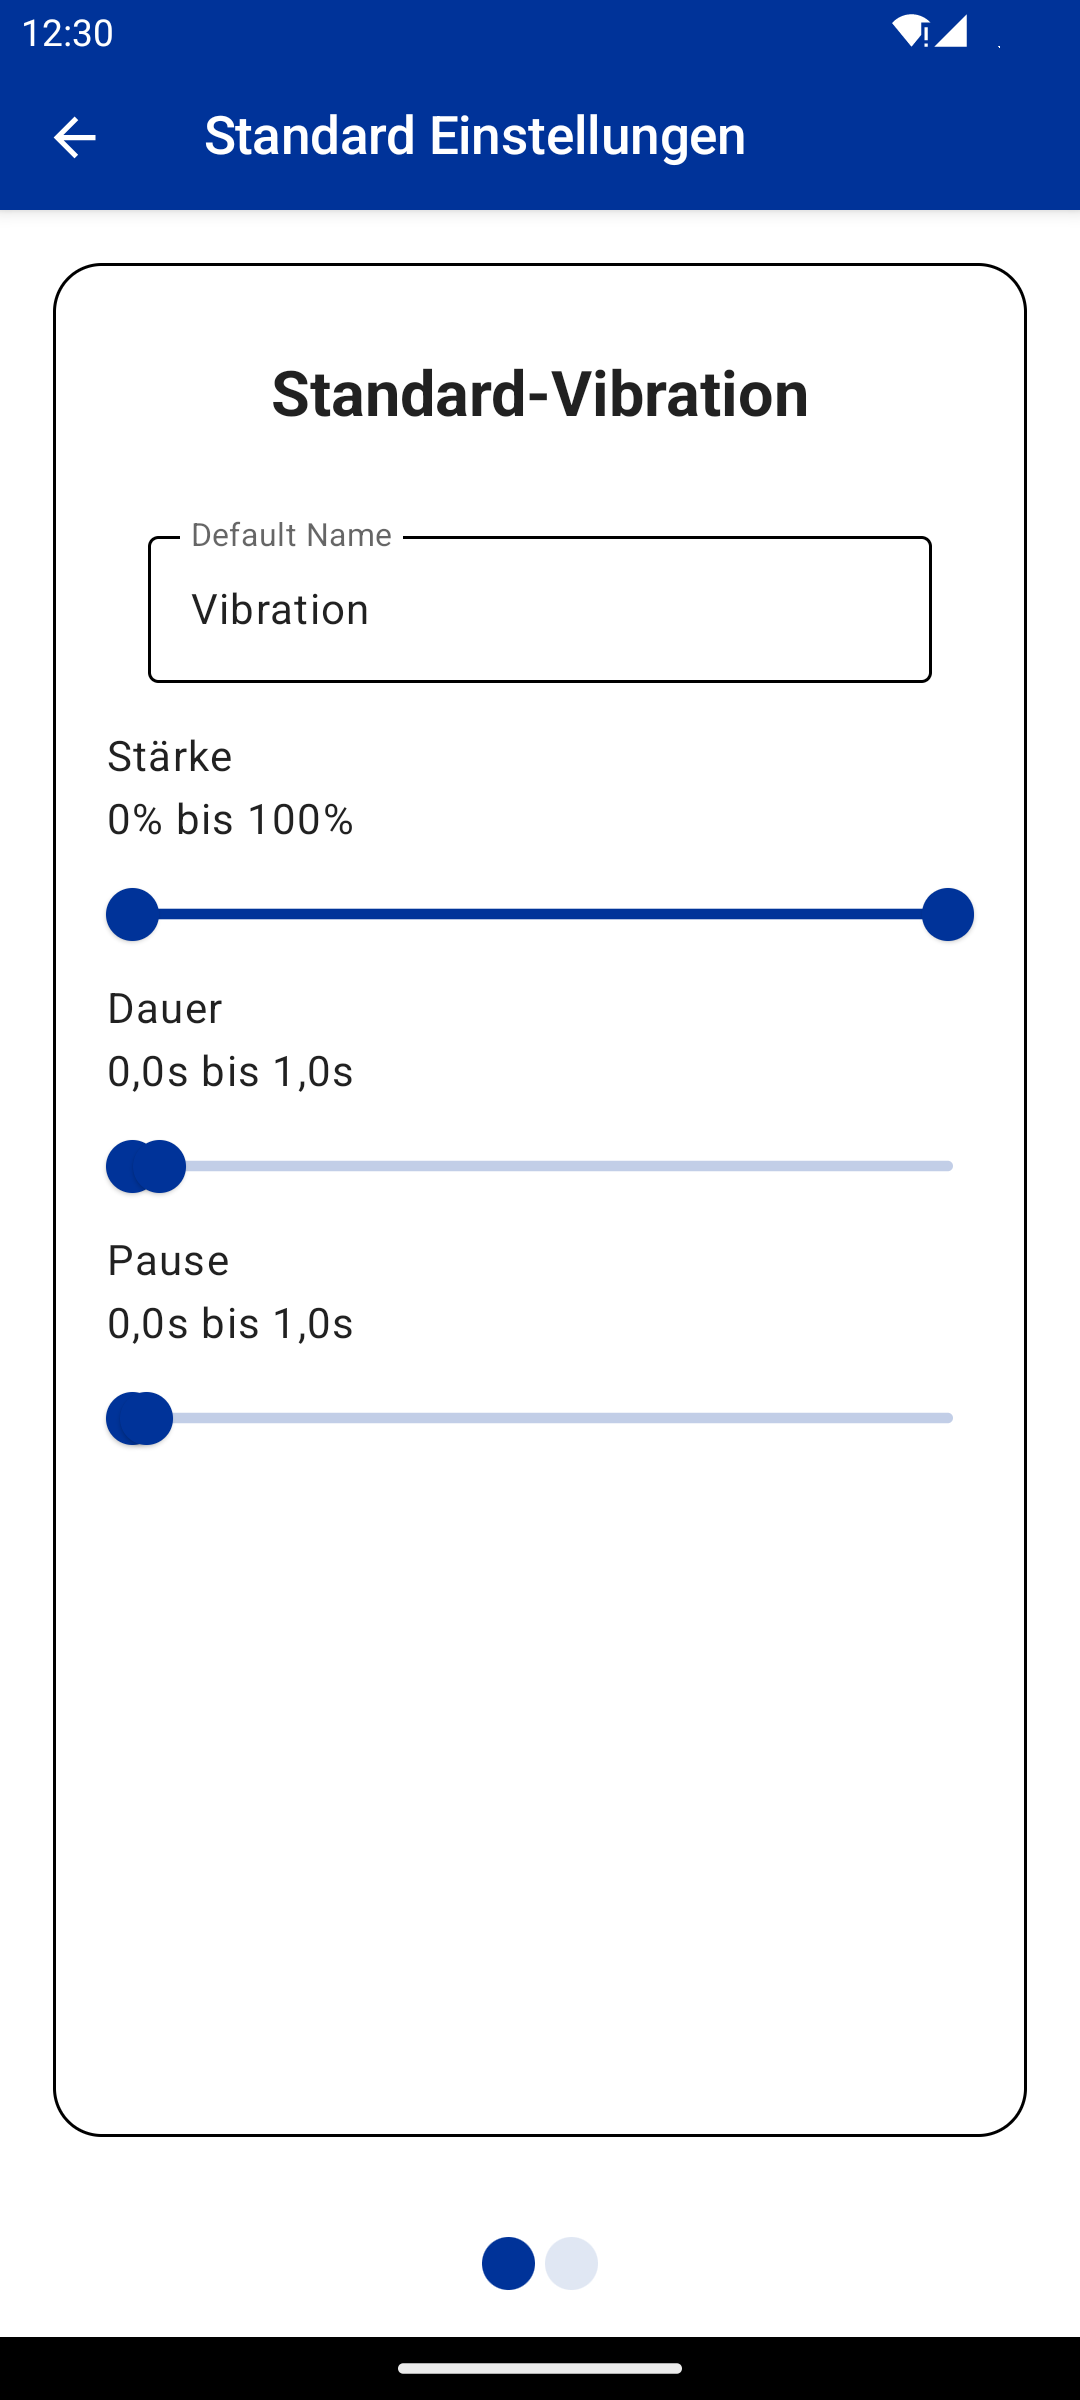 12:30
Standard Einstellungen
Standard-Vibration
Default Name
Vibration
Stärke
0% bis 100%
Dauer
0,0s bis 1,0s
Pause
0,0s bis 1,0s